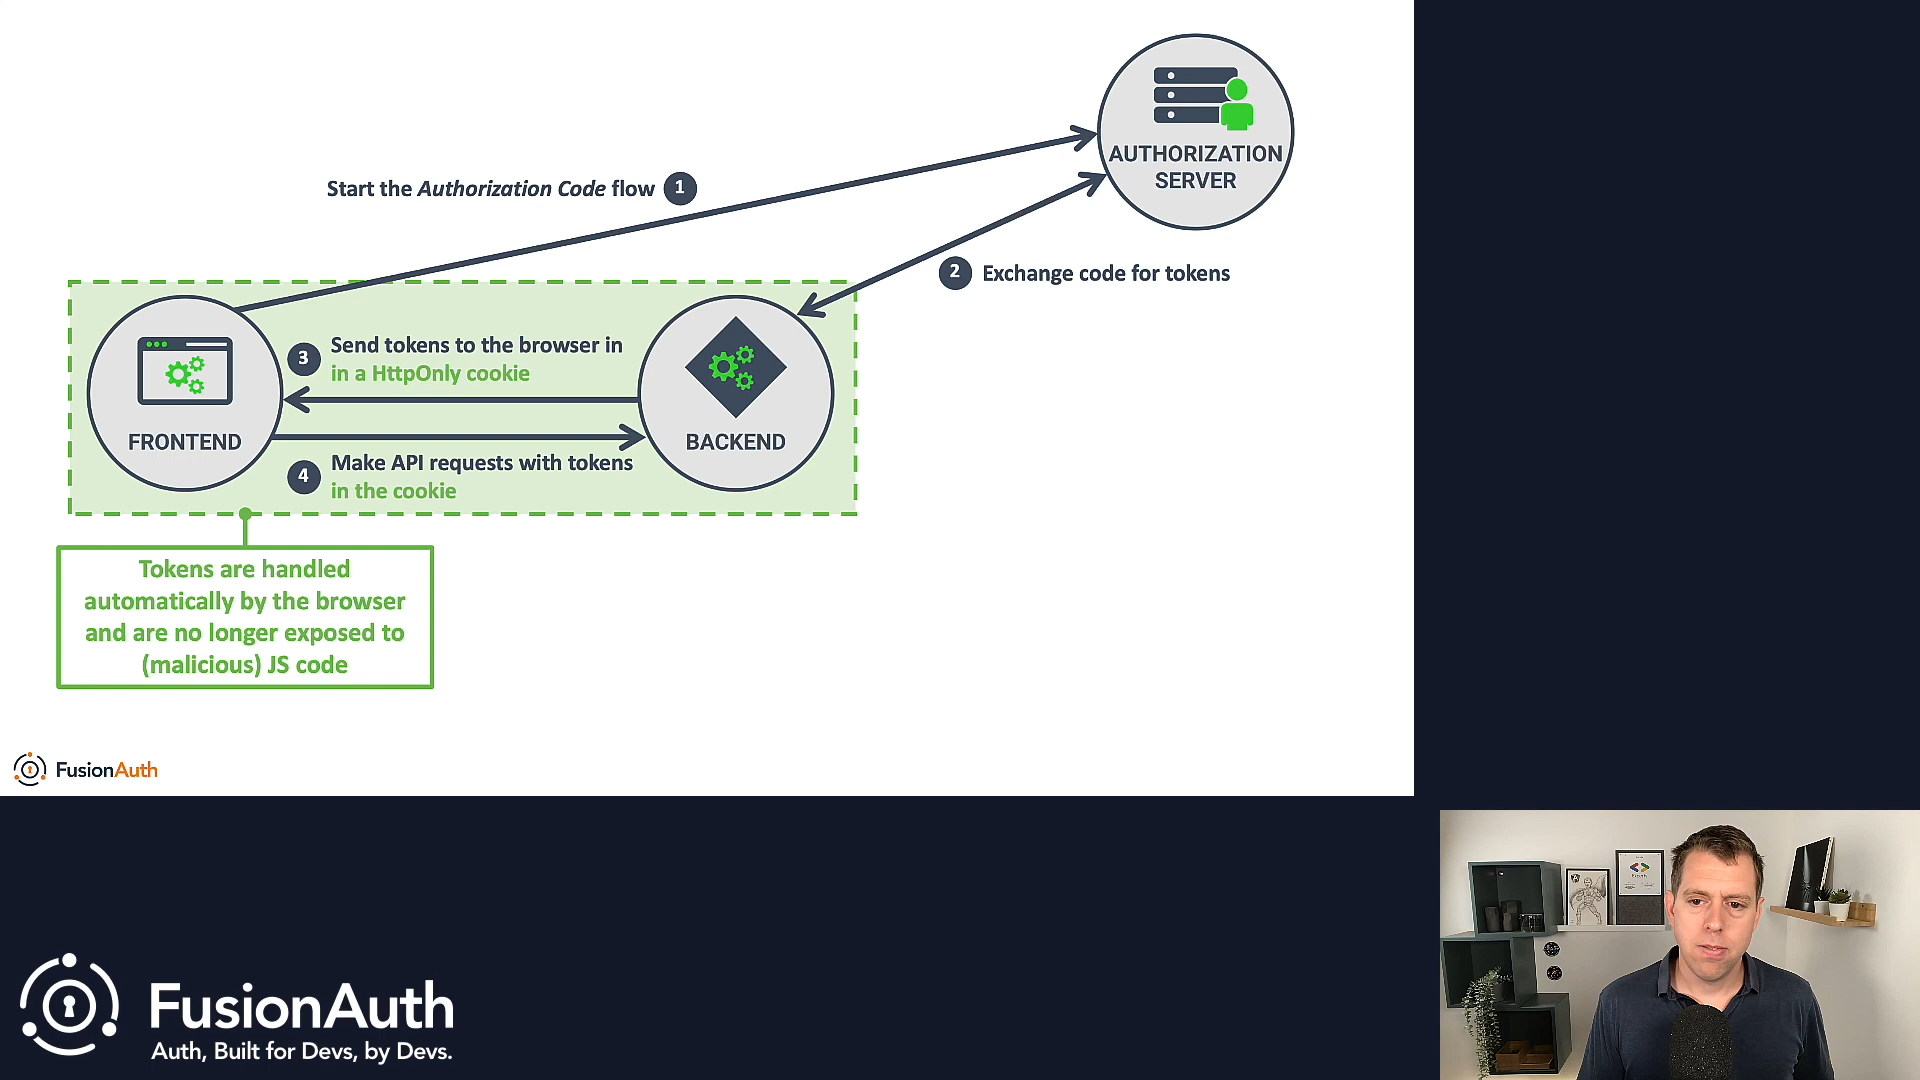 AUTHORIZATION
SERVER
Start the Authorization Code flow 1
2 Exchange code for tokens
3 Send tokens to the browser in
in a HttpOnly cookie
FRONTEND
BACKEND
4 Make API requests with tokens
in the cookie
Tokens are handled
automatically by the browser
and are no longer exposed to
(malicious) JS code
FusionAuth
FusionAuth
Auth, Built for Devs, by Devs.